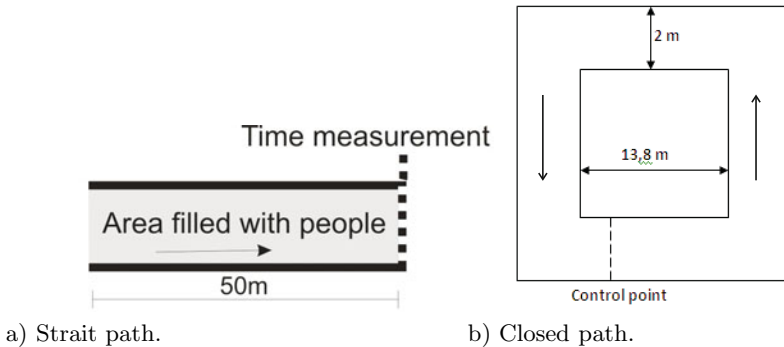 Time measurement
Area filled with people
50m
a) Strait path.
2 m
13,8 m
Control point
b) Closed path.